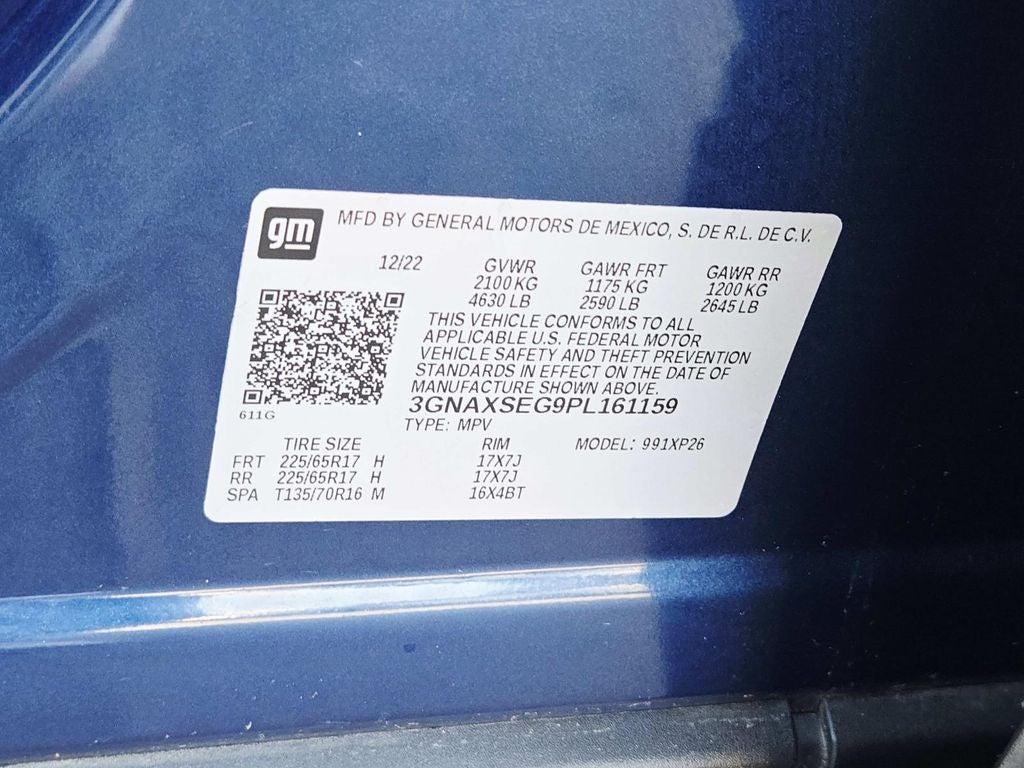 gm MFD BY GENERAL MOTORS DE MEXICO, S. DE R.L. DE C.V.
12/22 GVWR GAWR FRT GAWR RR
2100 KG 1175 KG 1200 KG
4630 LB 2590 LB 2645 LB
THIS VEHICLE CONFORMS TO ALL
APPLICABLE U.S. FEDERAL MOTOR
VEHICLE SAFETY AND THEFT PREVENTION
STANDARDS IN EFFECT ON THE DATE OF
MANUFACTURE SHOWN ABOVE.
611G 3GNAXSEG9PL161159
TYPE: MPV
TIRE SIZE RIM MODEL: 991XP26
FRT 225/65R17 H 17X7J
RR 225/65R17 H 17X7J
SPA T135/70R16 M 16X4BT